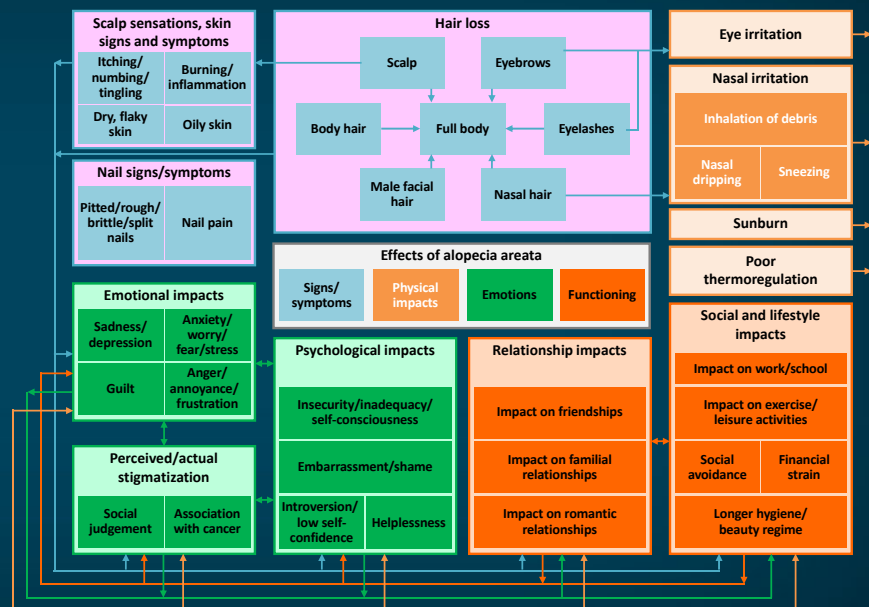 Scalp sensations, skin
signs and symptoms
Itching/
numbing/
tingling
Burning/
inflammation
Dry, flaky
skin
Oily skin
Nail signs/symptoms
Pitted/rough/
brittle/split
nails
Nail pain
Hair loss
Scalp
Eyebrows
Body hair
Full body
Eyelashes
Male facial
hair
Nasal hair
Eye irritation
Nasal irritation
Inhalation of debris
Nasal
dripping
Sneezing
Sunburn
Poor
thermoregulation
Effects of alopecia areata
Signs/
symptoms
Physical
impacts
Emotions
Functioning
Emotional impacts
Sadness/
depression
Anxiety/
worry/
fear/stress
Guilt
Anger/
annoyance/
frustration
Perceived/actual
stigmatization
Social
judgement
Association
with cancer
Psychological impacts
Insecurity/inadequacy/
self-consciousness
Embarrassment/shame
Introversion/
low self-
confidence
Helplessness
Relationship impacts
Impact on friendships
Impact on familial
relationships
Impact on romantic
relationships
Social and lifestyle
impacts
Impact on work/school
Impact on exercise/
leisure activities
Social
avoidance
Financial
strain
Longer hygiene/
beauty regime